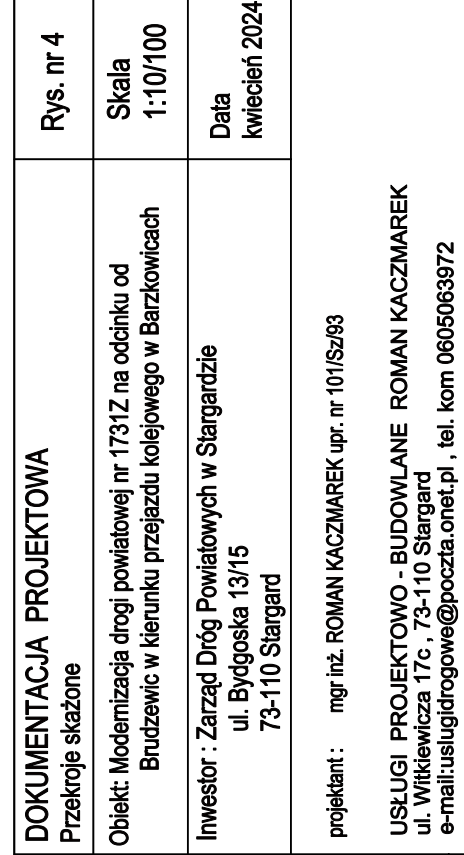 DOKUMENTACJA PROJEKTOWA
Przekroje skażone
Rys. nr 4
Obiekt: Modernizacja drogi powiatowej nr 1731Z na odcinku od
Brudzewic w kierunku przejazdu kolejowego w Barzkowicach
Skala
1:10/100
Inwestor : Zarząd Dróg Powiatowych w Stargardzie
ul. Bydgoska 13/15
73-110 Stargard
Data
kwiecień 2024
projektant : mgr inż. ROMAN KACZMAREK upr. nr 101/Sz/93
USŁUGI PROJEKTOWO - BUDOWLANE ROMAN KACZMAREK
ul. Witkiewicza 17c , 73-110 Stargard
e-mail:uslugidrogowe@poczta.onet.pl , tel. kom 0605063972